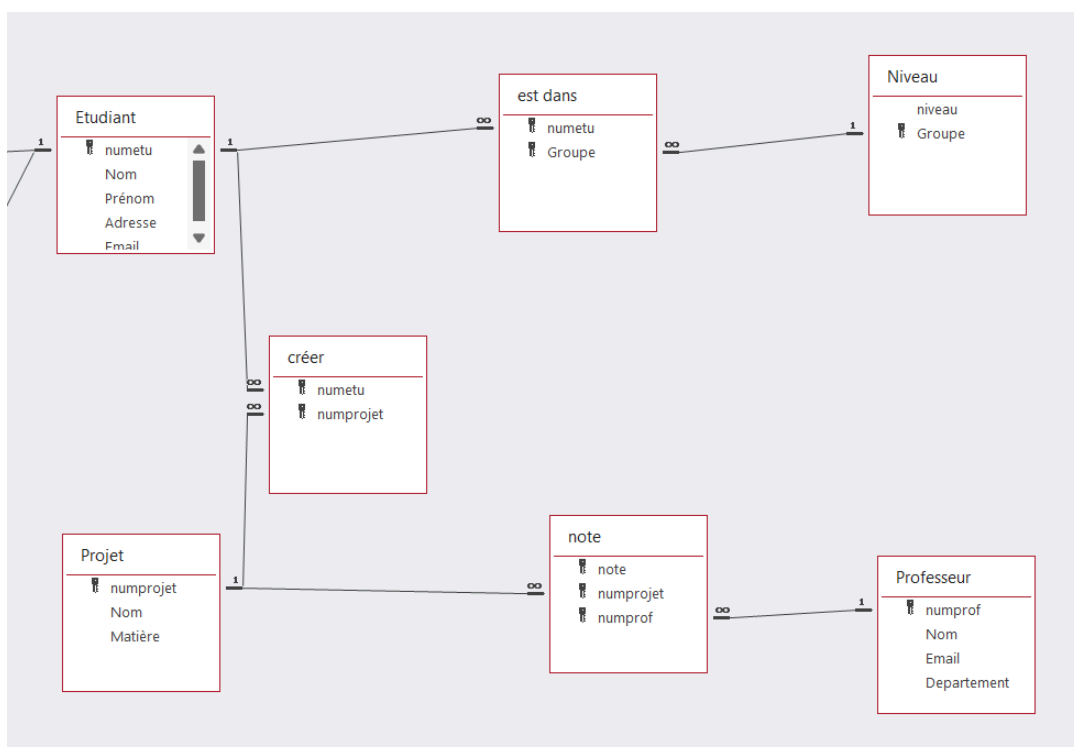 Etudiant
numetu
Nom
Prénom
Adresse
Email
1
1
est dans
numetu
Groupe
∞
∞
Niveau
niveau
Groupe
1
créer
numetu
numprojet
∞
∞
Projet
numprojet
Nom
Matière
1
note
note
numprojet
numprof
∞
∞
Professeur
numprof
Nom
Email
Departement
1